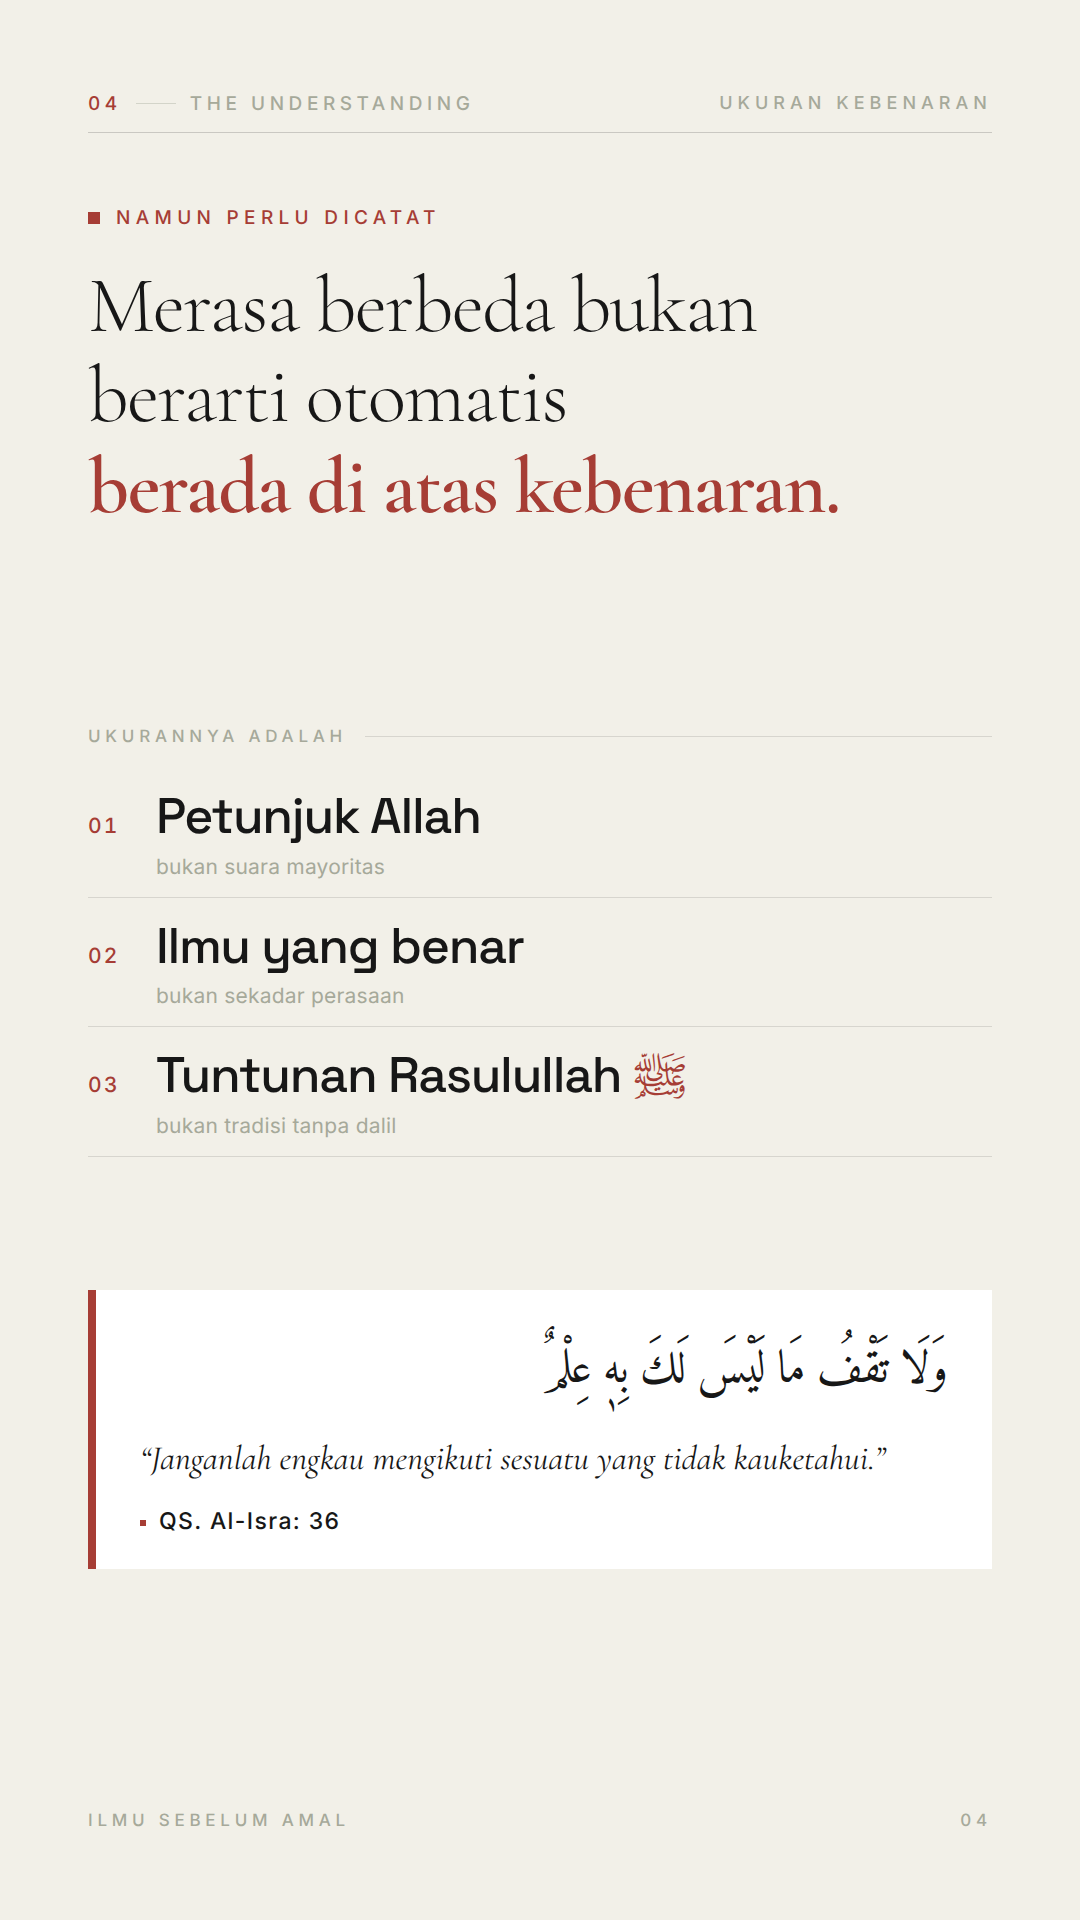 04 — THE UNDERSTANDING
UKURAN KEBENARAN
NAMUN PERLU DICATAT
Merasa berbeda bukan
berarti otomatis
berada di atas kebenaran.
UKURANNYA ADALAH
01 Petunjuk Allah
bukan suara mayoritas
02 Ilmu yang benar
bukan sekadar perasaan
03 Tuntunan Rasulullah ﷺ
bukan tradisi tanpa dalil
وَلَا تَقْفُ مَا لَيْسَ لَكَ بِهٖ عِلْمٌ
“Janganlah engkau mengikuti sesuatu yang tidak kauketahui.”
QS. Al-Isra: 36
ILMU SEBELUM AMAL
04